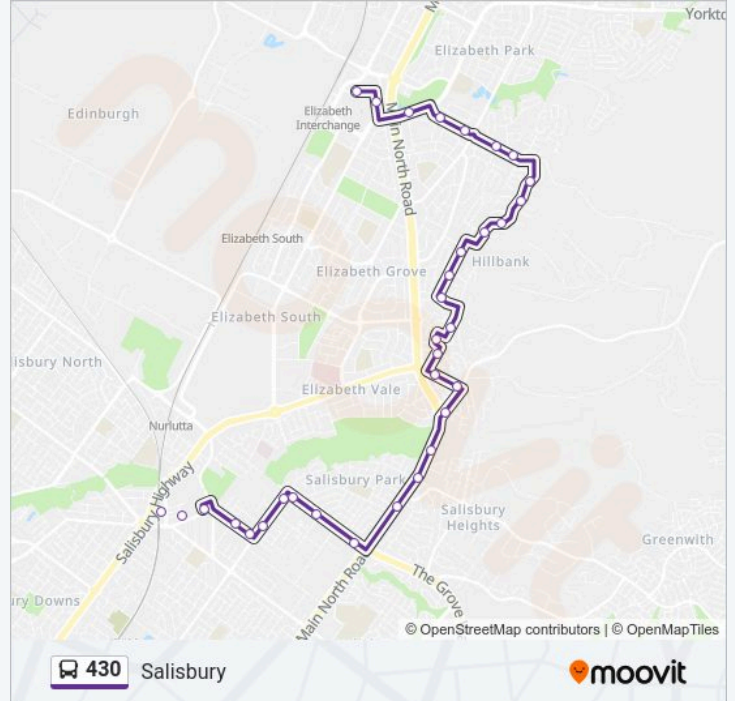 M
Yorkto
Elizabeth Park
Edinburgh
Elizabeth
Interchange
Main North Road
Elizabeth South
Hillbank
Elizabeth Grove
Elizabeth South
lisbury North
Elizabeth Vale
Nurlutta
Salisbury Highway
Salisbury Park
Salisbury
Heights
Greenwith
ury Downs
The Grove
Main North Roa
© OpenStreetMap contributors | © OpenMapTiles
430 Salisbury
moovit